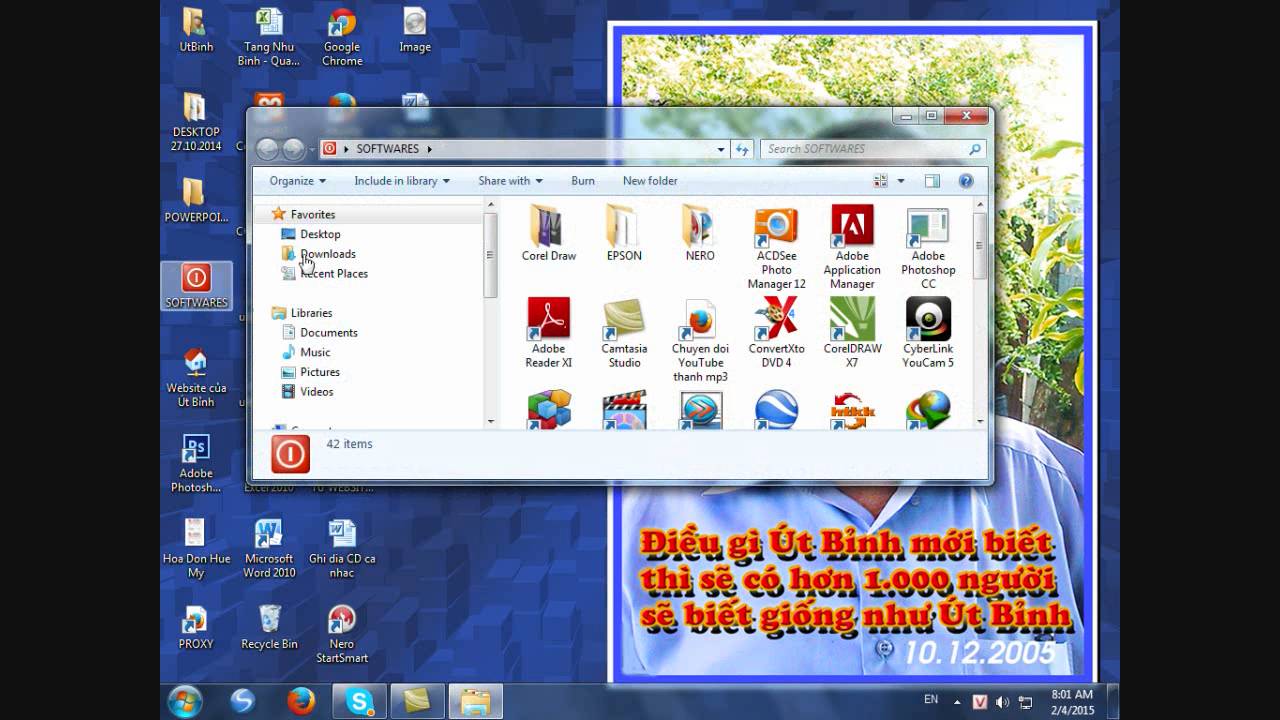 UtBinh
Tang Nhu
Binh - Qua...
Google
Chrome
Image
DESKTOP
27.10.2014
POWERPOI...
SOFTWARES
Website của
Út Bình
Adobe
Photosh...
Excel 2010
Hoa Don Hue
My
Microsoft
Word 2010
Ghi dia CD ca
nhac
PROXY
Recycle Bin
Nero
StartSmart
SOFTWARES
Search SOFTWARES
Organize
Include in library
Share with
Burn
New folder
Favorites
Desktop
Downloads
Recent Places
Libraries
Documents
Music
Pictures
Videos
Corel Draw
EPSON
NERO
ACDSee
Photo
Manager 12
Adobe
Application
Manager
Adobe
Photoshop
CC
Adobe
Reader XI
Camtasia
Studio
Chuyen doi
YouTube
thanh mp3
ConvertXto
DVD 4
CorelDRAW
X7
CyberLink
YouCam 5
42 items
Điều gì Út Bỉnh mới biết
thì sẽ có hơn 1.000 người
sẽ biết giống như Út Bỉnh
10.12.2005
EN
8:01 AM
2/4/2015